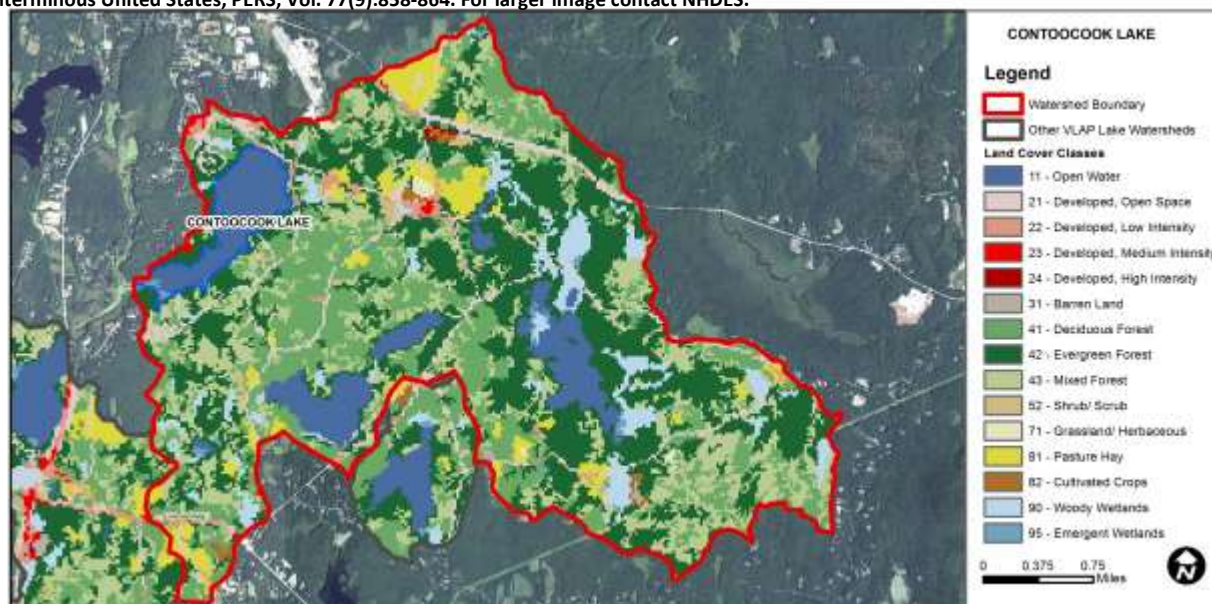 nterminous United States, PERS, Vol. 77(9):858-864. For larger image contact NHDES.
CONTOOCOOK LAKE
Legend
Watershed Boundary
Other VLAP Lake Watersheds
Land Cover Classes
11 - Open Water
21 - Developed, Open Space
22 - Developed, Low Intensity
23 - Developed, Medium Intensity
24 - Developed, High Intensity
31 - Barren Land
41 - Deciduous Forest
42 - Evergreen Forest
43 - Mixed Forest
52 - Shrub/ Scrub
71 - Grassland/ Herbaceous
81 - Pasture Hay
82 - Cultivated Crops
90 - Woody Wetlands
95 - Emergent Wetlands
0 0.375 0.75
Miles
N
CONTOOCOOK LAKE